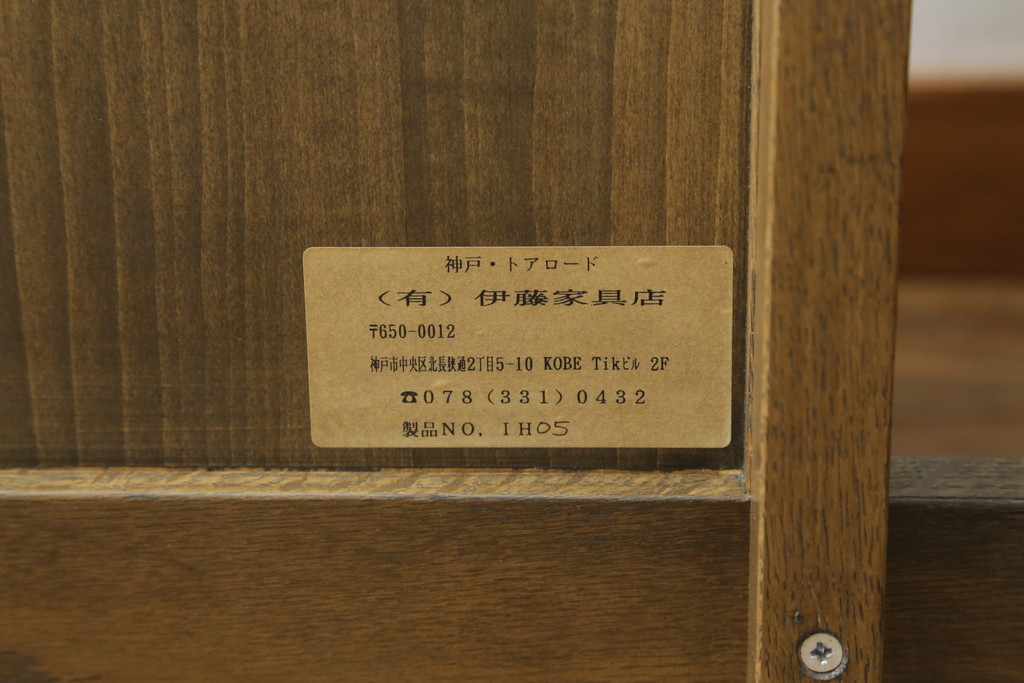 神戸・トアロード
（有）伊藤家具店
〒650-0012
神戸市中央区北長狭通2丁目5-10 KOBE Tikビル 2F
☎０７８（３３１）０４３２
製品ＮＯ．ＩＨ05